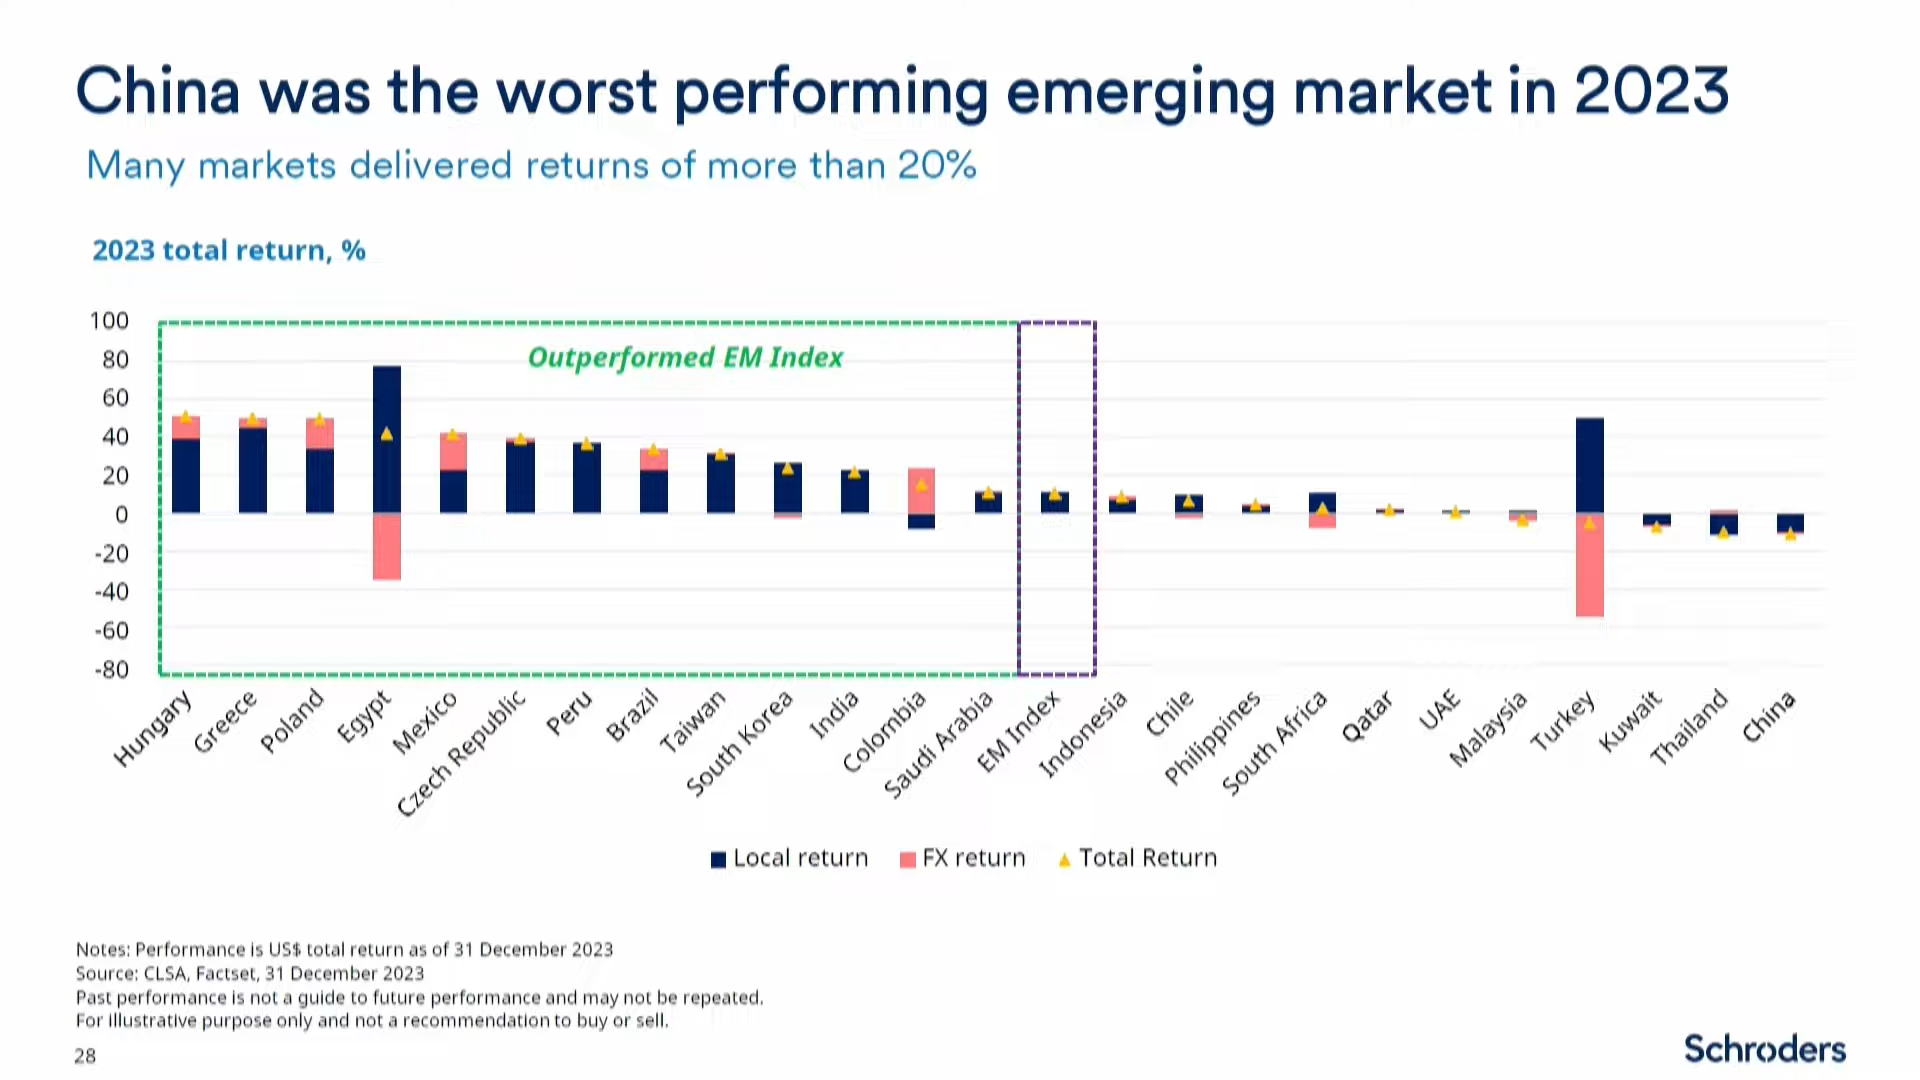 China was the worst performing emerging market in 2023
Many markets delivered returns of more than 20%
2023 total return, %
100
80
60
40
20
0
-20
-40
-60
-80
Outperformed EM Index
Hungary
Greece
Poland
Egypt
Mexico
Czech Republic
Peru
Brazil
Taiwan
South Korea
India
Colombia
Saudi Arabia
EM Index
Indonesia
Chile
Philippines
South Africa
Qatar
UAE
Malaysia
Turkey
Kuwait
Thailand
China
Local return FX return Total Return
Notes: Performance is US$ total return as of 31 December 2023
Source: CLSA, Factset, 31 December 2023
Past performance is not a guide to future performance and may not be repeated.
For illustrative purpose only and not a recommendation to buy or sell.
28
Schroders